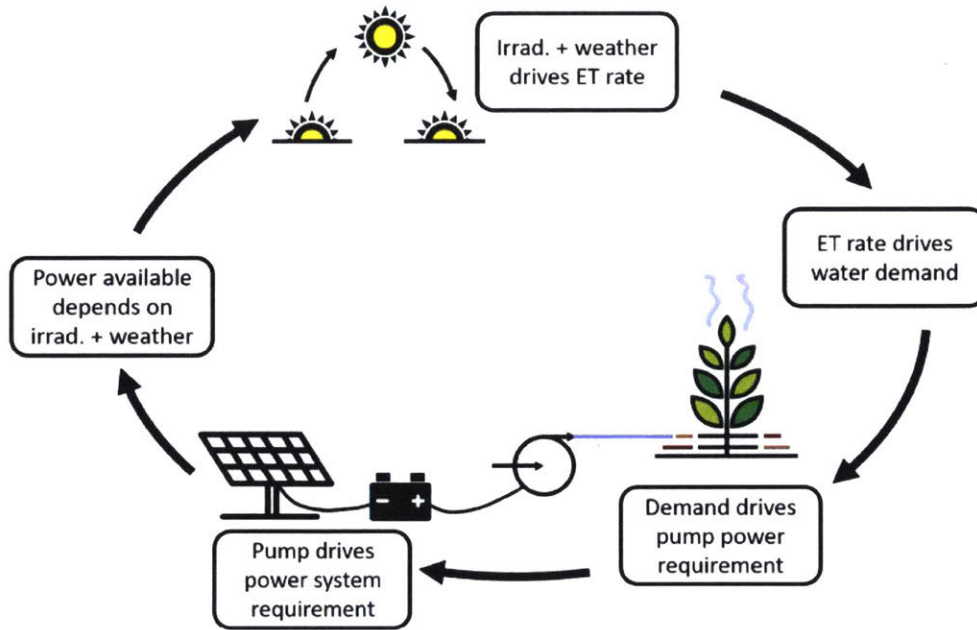 Irrad. + weather
drives ET rate
ET rate drives
water demand
Demand drives
pump power
requirement
Pump drives
power system
requirement
Power available
depends on
irrad. + weather